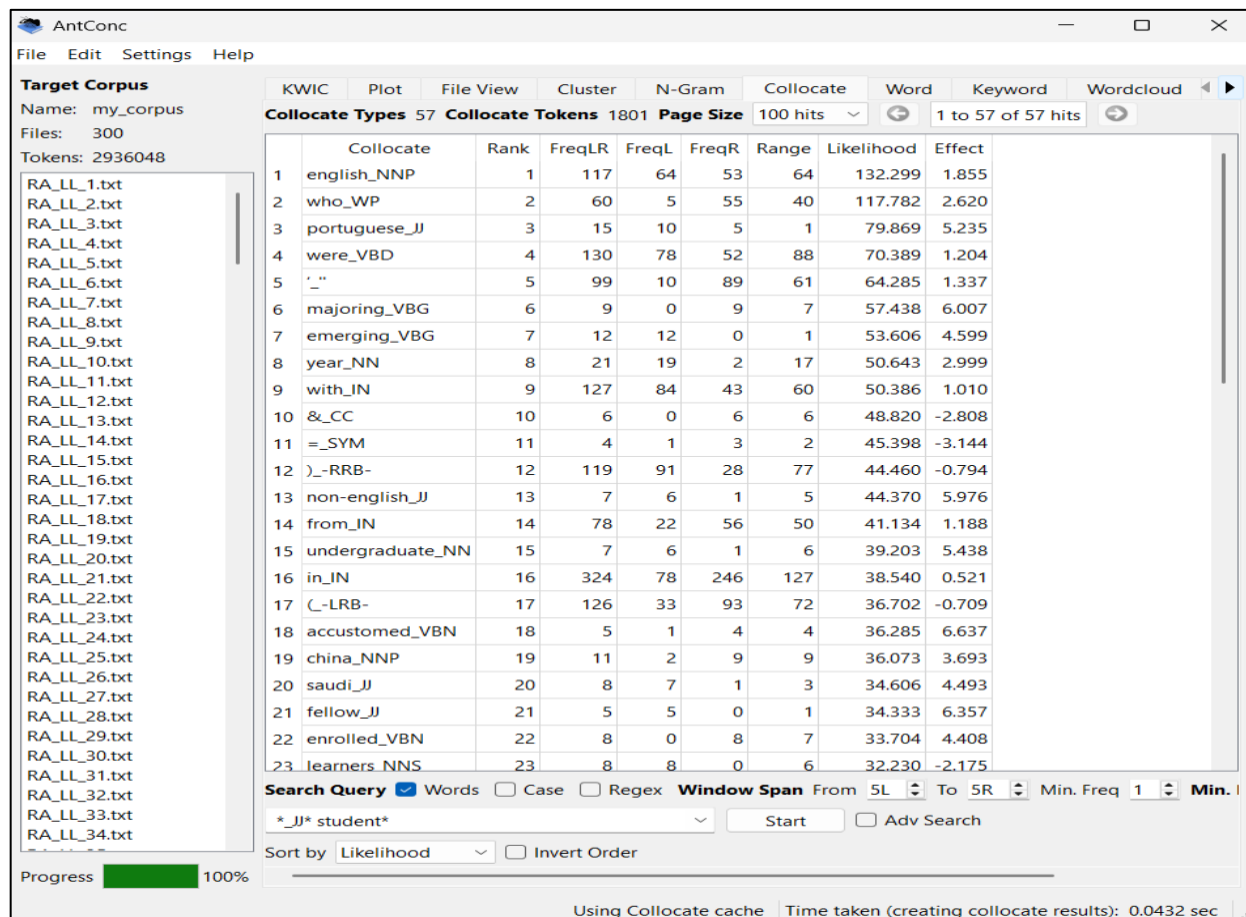 AntConc
File Edit Settings Help
Target Corpus
Name: my_corpus
Files: 300
Tokens: 2936048
RA_LL_1.txt
RA_LL_2.txt
RA_LL_3.txt
RA_LL_4.txt
RA_LL_5.txt
RA_LL_6.txt
RA_LL_7.txt
RA_LL_8.txt
RA_LL_9.txt
RA_LL_10.txt
RA_LL_11.txt
RA_LL_12.txt
RA_LL_13.txt
RA_LL_14.txt
RA_LL_15.txt
RA_LL_16.txt
RA_LL_17.txt
RA_LL_18.txt
RA_LL_19.txt
RA_LL_20.txt
RA_LL_21.txt
RA_LL_22.txt
RA_LL_23.txt
RA_LL_24.txt
RA_LL_25.txt
RA_LL_26.txt
RA_LL_27.txt
RA_LL_28.txt
RA_LL_29.txt
RA_LL_30.txt
RA_LL_31.txt
RA_LL_32.txt
RA_LL_33.txt
RA_LL_34.txt
Progress 100%
KWIC Plot File View Cluster N-Gram Collocate Word Keyword Wordcloud
Collocate Types 57 Collocate Tokens 1801 Page Size 100 hits 1 to 57 of 57 hits
Collocate Rank FreqLR FreqL FreqR Range Likelihood Effect
1 english_NNP 1 117 64 53 64 132.299 1.855
2 who_WP 2 60 5 55 40 117.782 2.620
3 portuguese_JJ 3 15 10 5 1 79.869 5.235
4 were_VBD 4 130 78 52 88 70.389 1.204
5 '_'' 5 99 10 89 61 64.285 1.337
6 majoring_VBG 6 9 0 9 7 57.438 6.007
7 emerging_VBG 7 12 12 0 1 53.606 4.599
8 year_NN 8 21 19 2 17 50.643 2.999
9 with_IN 9 127 84 43 60 50.386 1.010
10 &_CC 10 6 0 6 6 48.820 -2.808
11 =_SYM 11 4 1 3 2 45.398 -3.144
12 )_-RRB- 12 119 91 28 77 44.460 -0.794
13 non-english_JJ 13 7 6 1 5 44.370 5.976
14 from_IN 14 78 22 56 50 41.134 1.188
15 undergraduate_NN 15 7 6 1 6 39.203 5.438
16 in_IN 16 324 78 246 127 38.540 0.521
17 (_-LRB- 17 126 33 93 72 36.702 -0.709
18 accustomed_VBN 18 5 1 4 4 36.285 6.637
19 china_NNP 19 11 2 9 9 36.073 3.693
20 saudi_JJ 20 8 7 1 3 34.606 4.493
21 fellow_JJ 21 5 5 0 1 34.333 6.357
22 enrolled_VBN 22 8 0 8 7 33.704 4.408
23 learners_NNS 23 8 8 0 6 32.230 -2.175
Search Query Words Case Regex Window Span From 5L To 5R Min. Freq 1 Min.
*_JJ* student* Start Adv Search
Sort by Likelihood Invert Order
Using Collocate cache Time taken (creating collocate results): 0.0432 sec